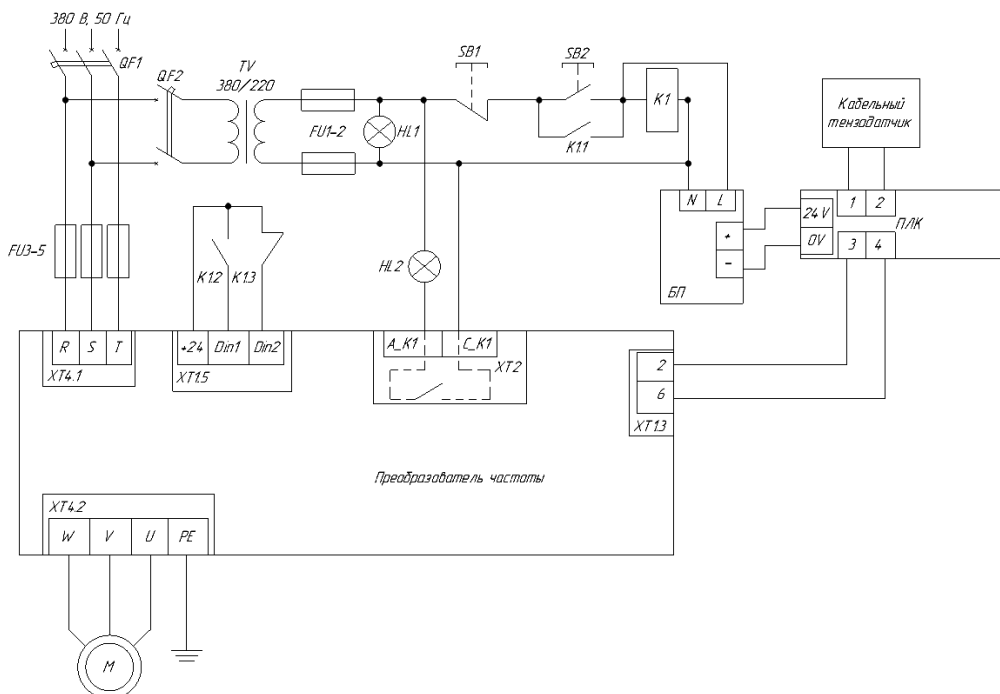 380 В, 50 Гц
QF1
QF2
TV
380/220
FU1-2
HL1
SB1
SB2
K1.1
K1
Кабельный
тензодатчик
N L
+
-
БП
24 V
0V
1 2
3 4
ПЛК
FU3-5
K1.2 K1.3
HL2
R S T
XT4.1
+24 Din1 Din2
XT1.5
A_K1 C_K1
XT2
2
6
XT1.3
Преобразователь частоты
XT4.2
W V U PE
M